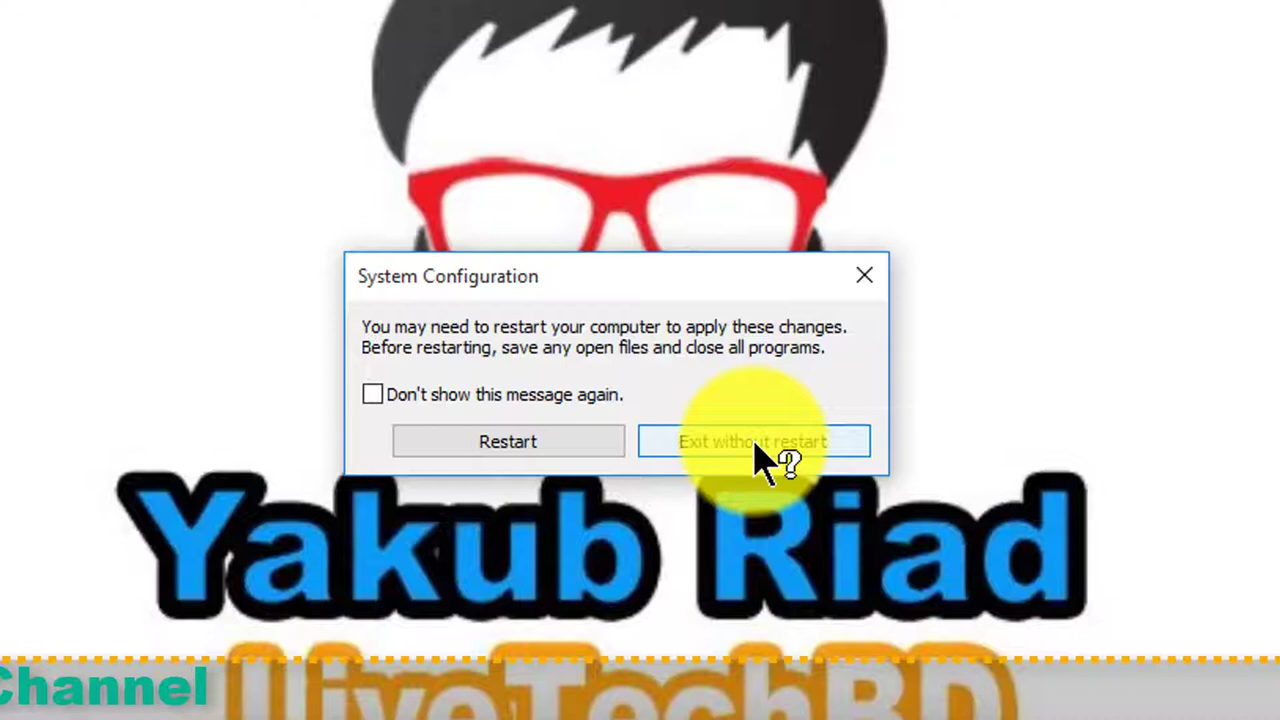 System Configuration
You may need to restart your computer to apply these changes.
Before restarting, save any open files and close all programs.
Don't show this message again.
Restart
Exit without restart
Yakub Riad
LiveTechBD
Channel